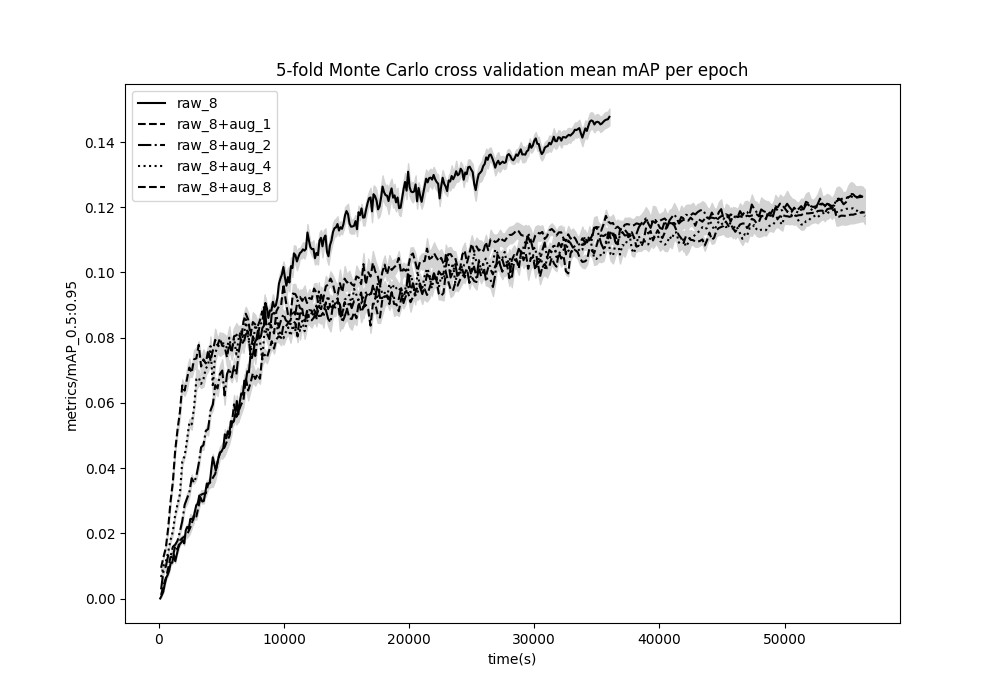 5-fold Monte Carlo cross validation mean mAP per epoch
raw_8
raw_8+aug_1
raw_8+aug_2
raw_8+aug_4
raw_8+aug_8
metrics/mAP_0.5:0.95
0.14
0.12
0.10
0.08
0.06
0.04
0.02
0.00
0
10000
20000
30000
40000
50000
time(s)